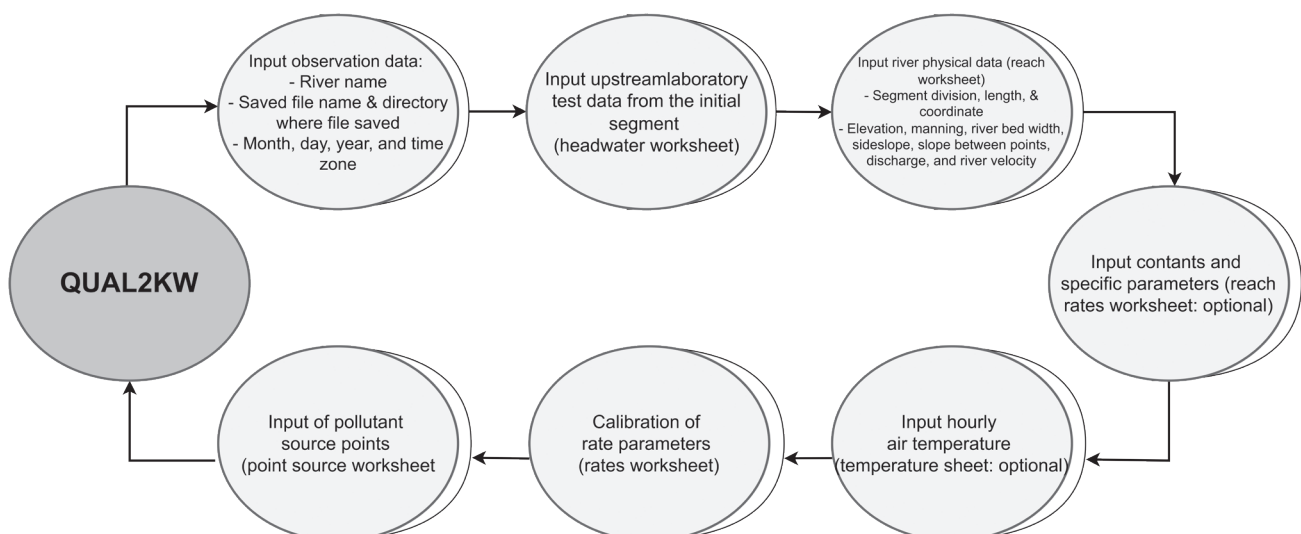 Input observation data:
- River name
- Saved file name & directory
where file saved
- Month, day, year, and time
zone
Input upstreamlaboratory
test data from the initial
segment
(headwater worksheet)
Input river physical data (reach
worksheet)
- Segment division, length, &
coordinate
- Elevation, manning, river bed width,
sideslope, slope between points,
discharge, and river velocity
QUAL2KW
Input contants and
specific parameters (reach
rates worksheet: optional)
Input hourly
air temperature
(temperature sheet: optional)
Calibration of
rate parameters
(rates worksheet)
Input of pollutant
source points
(point source worksheet